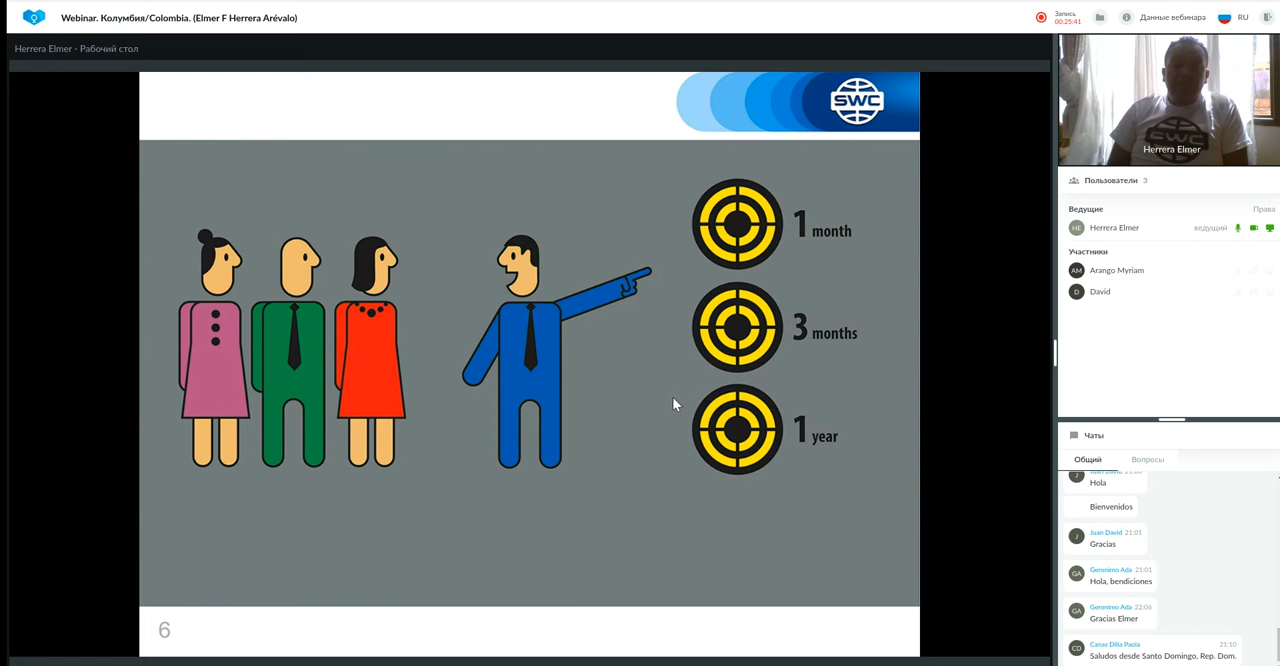 Webinar. Колумбия/Colombia. (Elmer F Herrera Arévalo)
Запись
00:25:41
Данные вебинара
RU
Herrera Elmer - Рабочий стол
SWC
1 month
3 months
1 year
6
SWC
Herrera Elmer
Пользователи 3
Ведущие Права
HE Herrera Elmer ведущий
Участники
AM Arango Myriam
D David
Чаты
Общий Вопросы
J
Hola
Bienvenidos
J Juan David 21:01
Gracias
GA Geronimo Ada 21:01
Hola, bendiciones
GA Geronimo Ada 22:06
Gracias Elmer
CD Canas Dilia Paola 21:10
Saludos desde Santo Domingo, Rep. Dom.